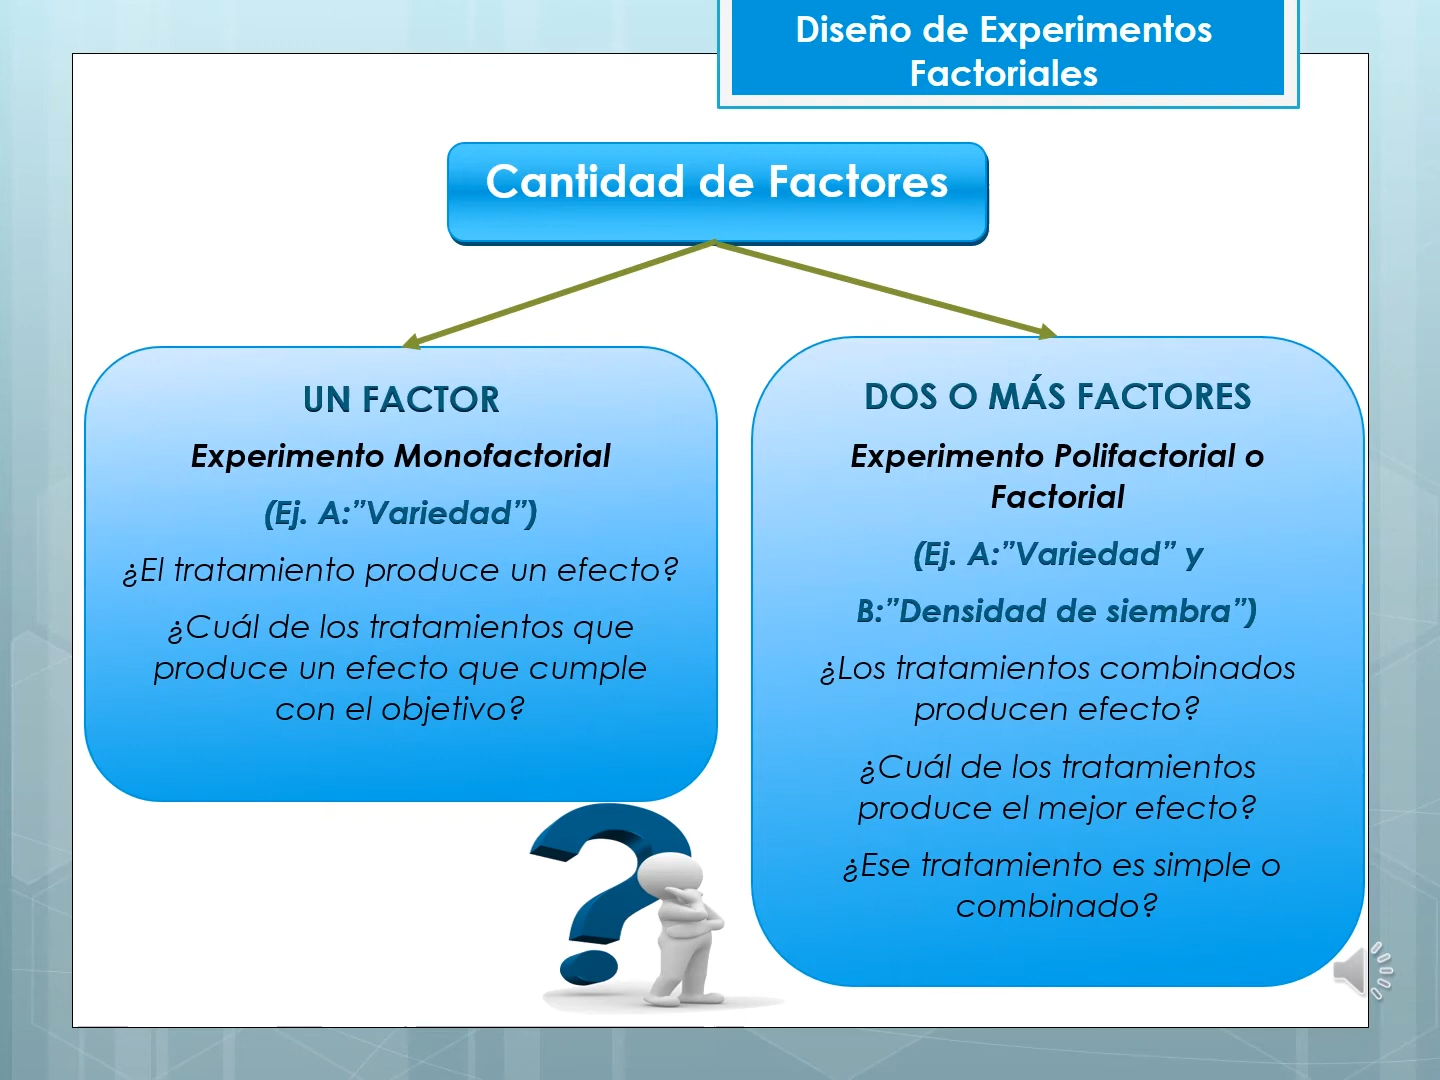 Diseño de Experimentos
Factoriales
Cantidad de Factores
UN FACTOR
Experimento Monofactorial
(Ej. A:”Variedad”)
¿El tratamiento produce un efecto?
¿Cuál de los tratamientos que
produce un efecto que cumple
con el objetivo?
DOS O MÁS FACTORES
Experimento Polifactorial o
Factorial
(Ej. A:”Variedad” y
B:”Densidad de siembra”)
¿Los tratamientos combinados
producen efecto?
¿Cuál de los tratamientos
produce el mejor efecto?
¿Ese tratamiento es simple o
combinado?